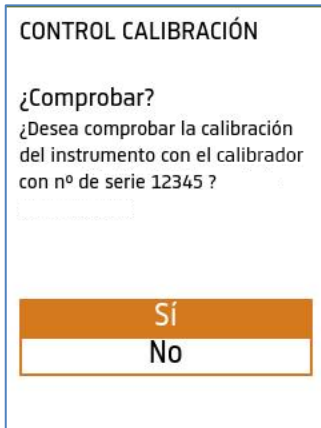 CONTROL CALIBRACIÓN
¿Comprobar?
¿Desea comprobar la calibración
del instrumento con el calibrador
con nº de serie 12345 ?
Sí
No